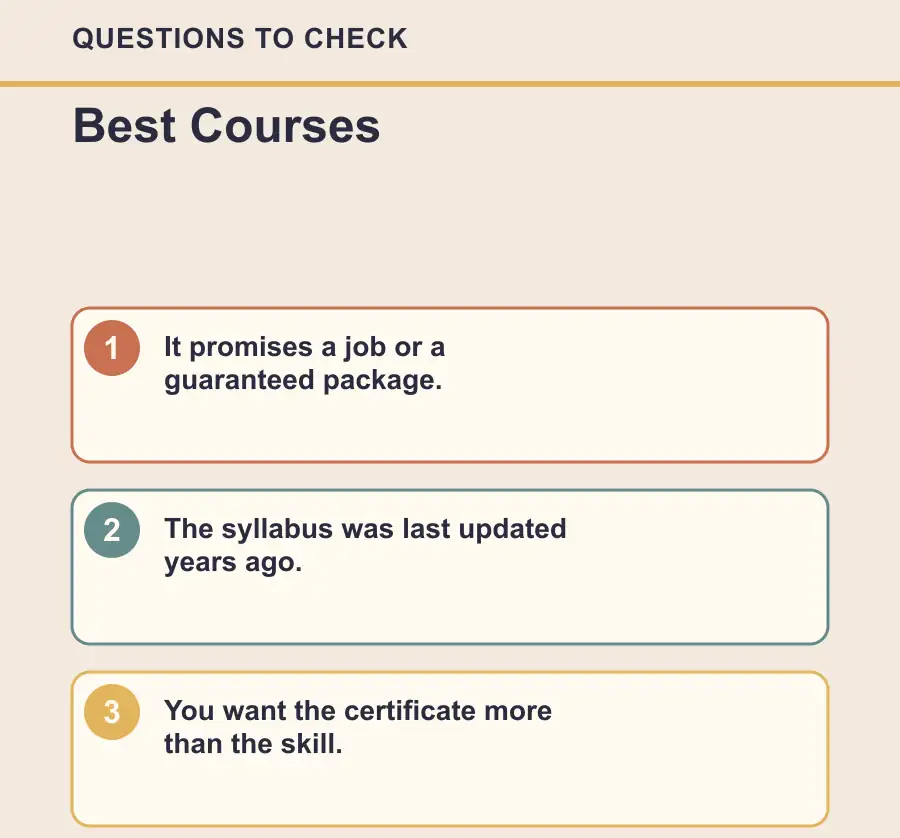 QUESTIONS TO CHECK
Best Courses
1
It promises a job or a
guaranteed package.
2
The syllabus was last updated
years ago.
3
You want the certificate more
than the skill.